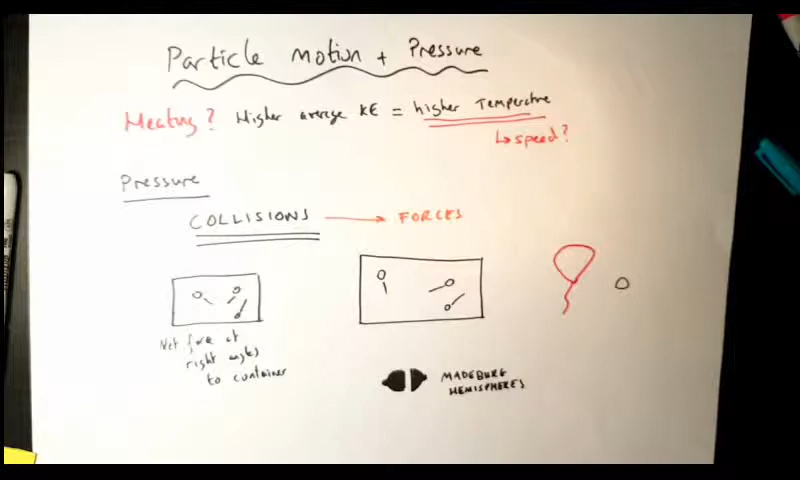 Particle Motion + Pressure
Heating? Higher average KE = higher Temperature
↳ speed?
Pressure
COLLISIONS → FORCES
Net force at
right angles
to container
MADEBURG
HEMISPHERES